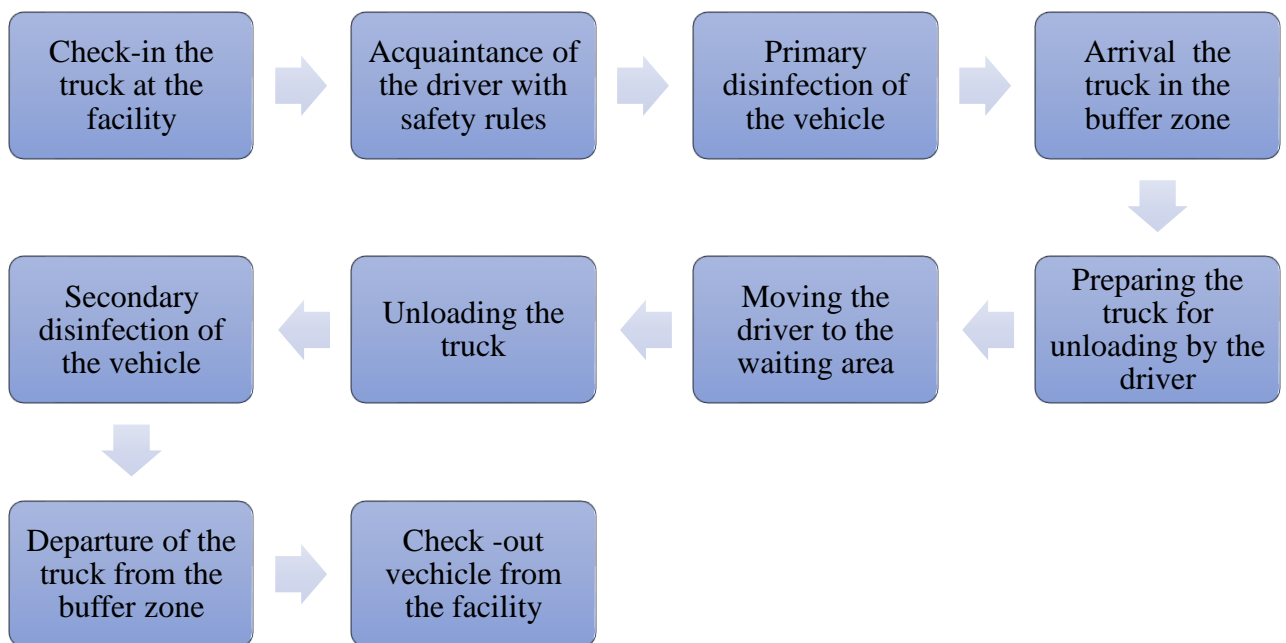 Check-in the
truck at the
facility
Acquaintance of
the driver with
safety rules
Primary
disinfection of
the vehicle
Arrival  the
truck in the
buffer zone
Preparing the
truck for
unloading by the
driver
Moving the
driver to the
waiting area
Unloading the
truck
Secondary
disinfection of
the vehicle
Departure of the
truck from the
buffer zone
Check -out
vechicle from
the facility